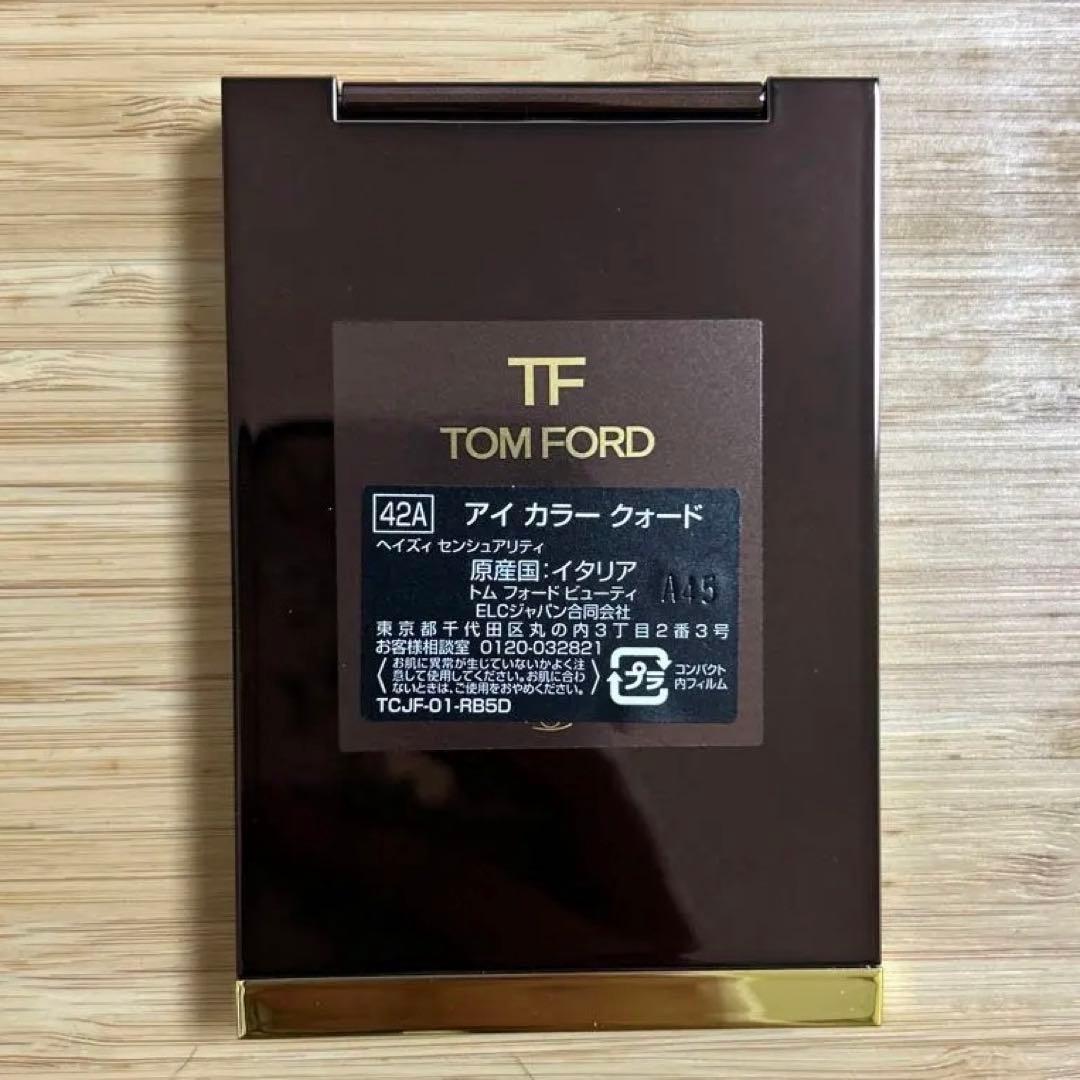 TF
TOM FORD
42A アイ カラー クォード
ヘイズィ センシュアリティ
原産国:イタリア
トム フォード ビューティ
A45
ELCジャパン合同会社
東京都千代田区丸の内3丁目2番3号
お客様相談室 0120-032821
〈お肌に異常が生じていないかよく注
意して使用してください。お肌に合わ
ないときは、ご使用をおやめください。〉
プラ
コンパクト
内フィルム
TCJF-01-RB5D